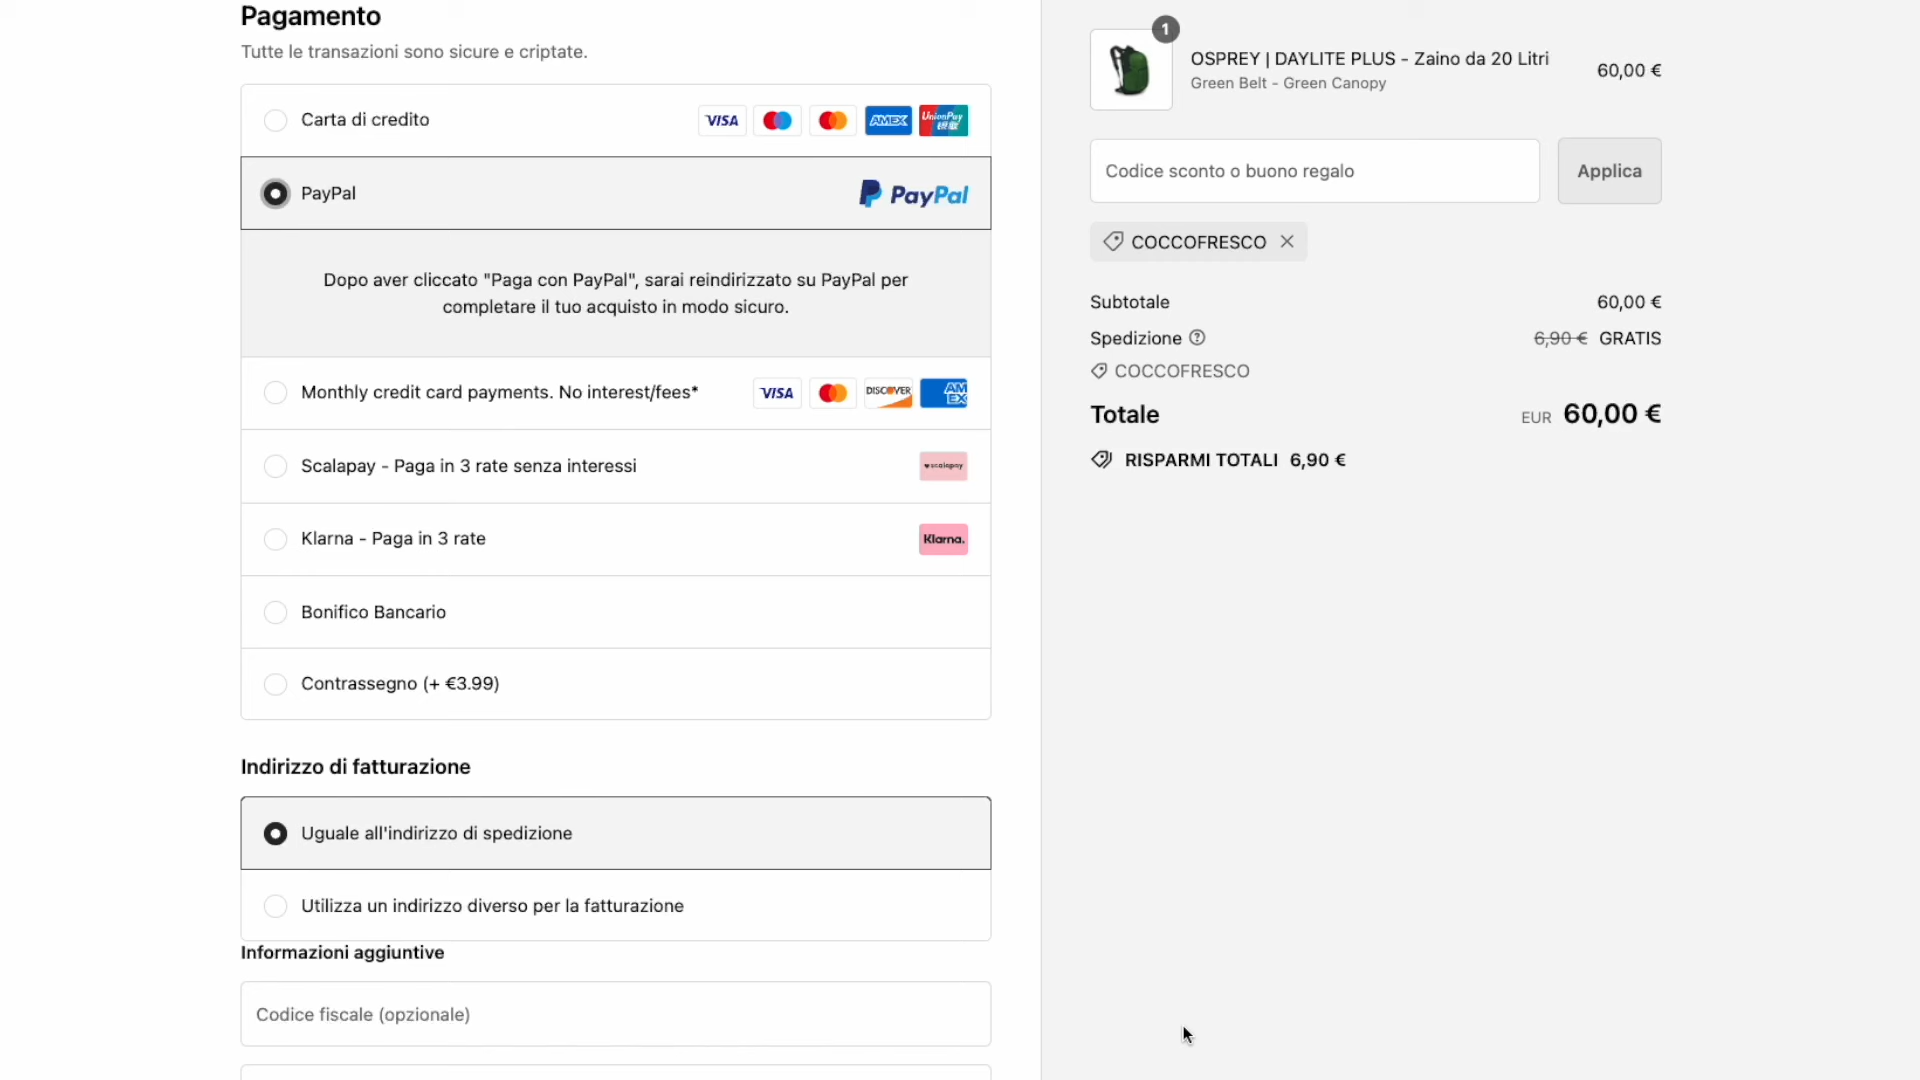 Pagamento
Tutte le transazioni sono sicure e criptate.
Carta di credito
VISA
AMEX
UnionPay
银联
PayPal
PayPal
Dopo aver cliccato "Paga con PayPal", sarai reindirizzato su PayPal per
completare il tuo acquisto in modo sicuro.
Monthly credit card payments. No interest/fees*
VISA
DISCOVER
AM
EX
Scalapay - Paga in 3 rate senza interessi
scalapay
Klarna - Paga in 3 rate
Klarna.
Bonifico Bancario
Contrassegno (+ €3.99)
Indirizzo di fatturazione
Uguale all'indirizzo di spedizione
Utilizza un indirizzo diverso per la fatturazione
Informazioni aggiuntive
Codice fiscale (opzionale)
1
OSPREY | DAYLITE PLUS - Zaino da 20 Litri
Green Belt - Green Canopy
60,00 €
Codice sconto o buono regalo
Applica
COCCOFRESCO
Subtotale 60,00 €
Spedizione 6,90 € GRATIS
COCCOFRESCO
Totale EUR 60,00 €
RISPARMI TOTALI 6,90 €